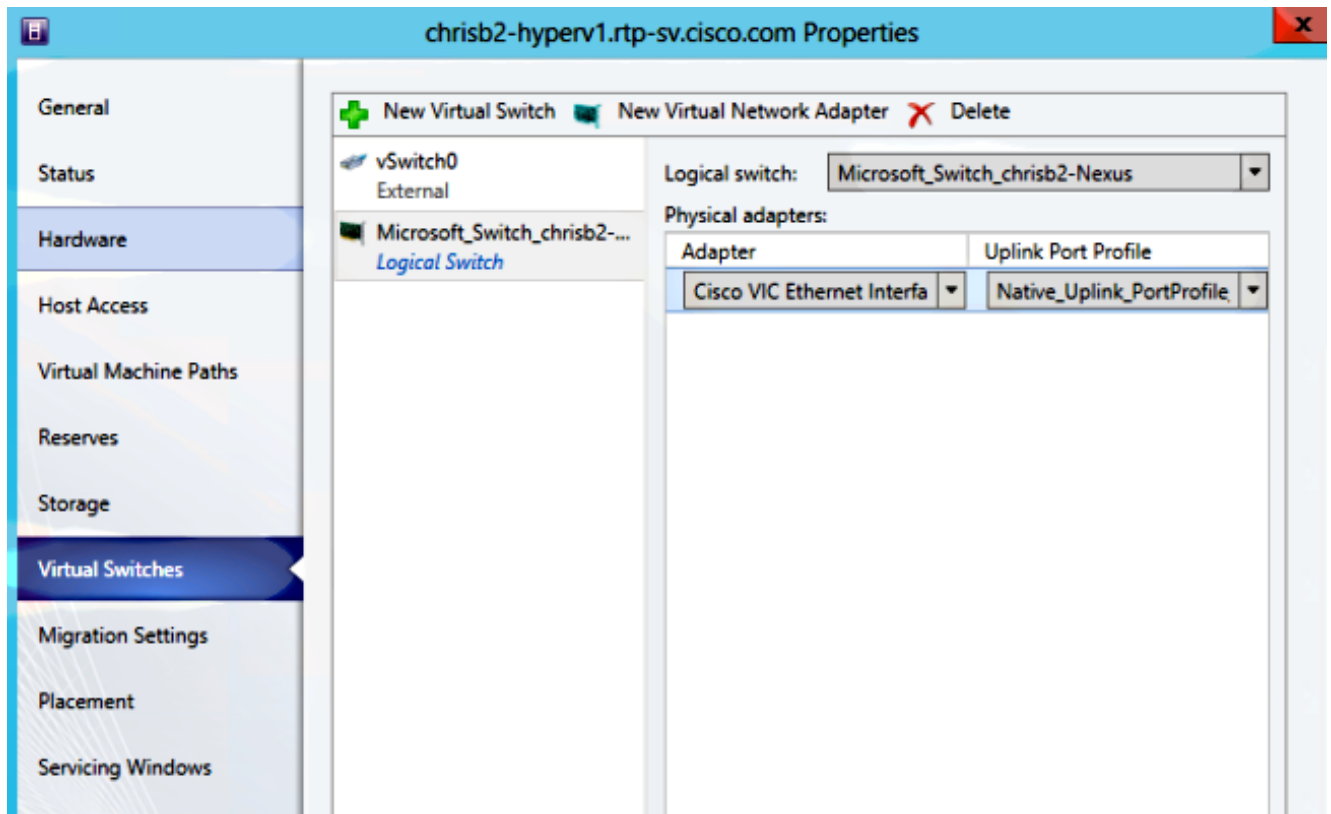 chrisb2-hyperv1.rtp-sv.cisco.com Properties
x
General
Status
Hardware
Host Access
Virtual Machine Paths
Reserves
Storage
Virtual Switches
Migration Settings
Placement
Servicing Windows
New Virtual Switch New Virtual Network Adapter Delete
vSwitch0
External
Microsoft_Switch_chrisb2-...
Logical Switch
Logical switch: Microsoft_Switch_chrisb2-Nexus
Physical adapters:
Adapter Uplink Port Profile
Cisco VIC Ethernet Interfa Native_Uplink_PortProfile_